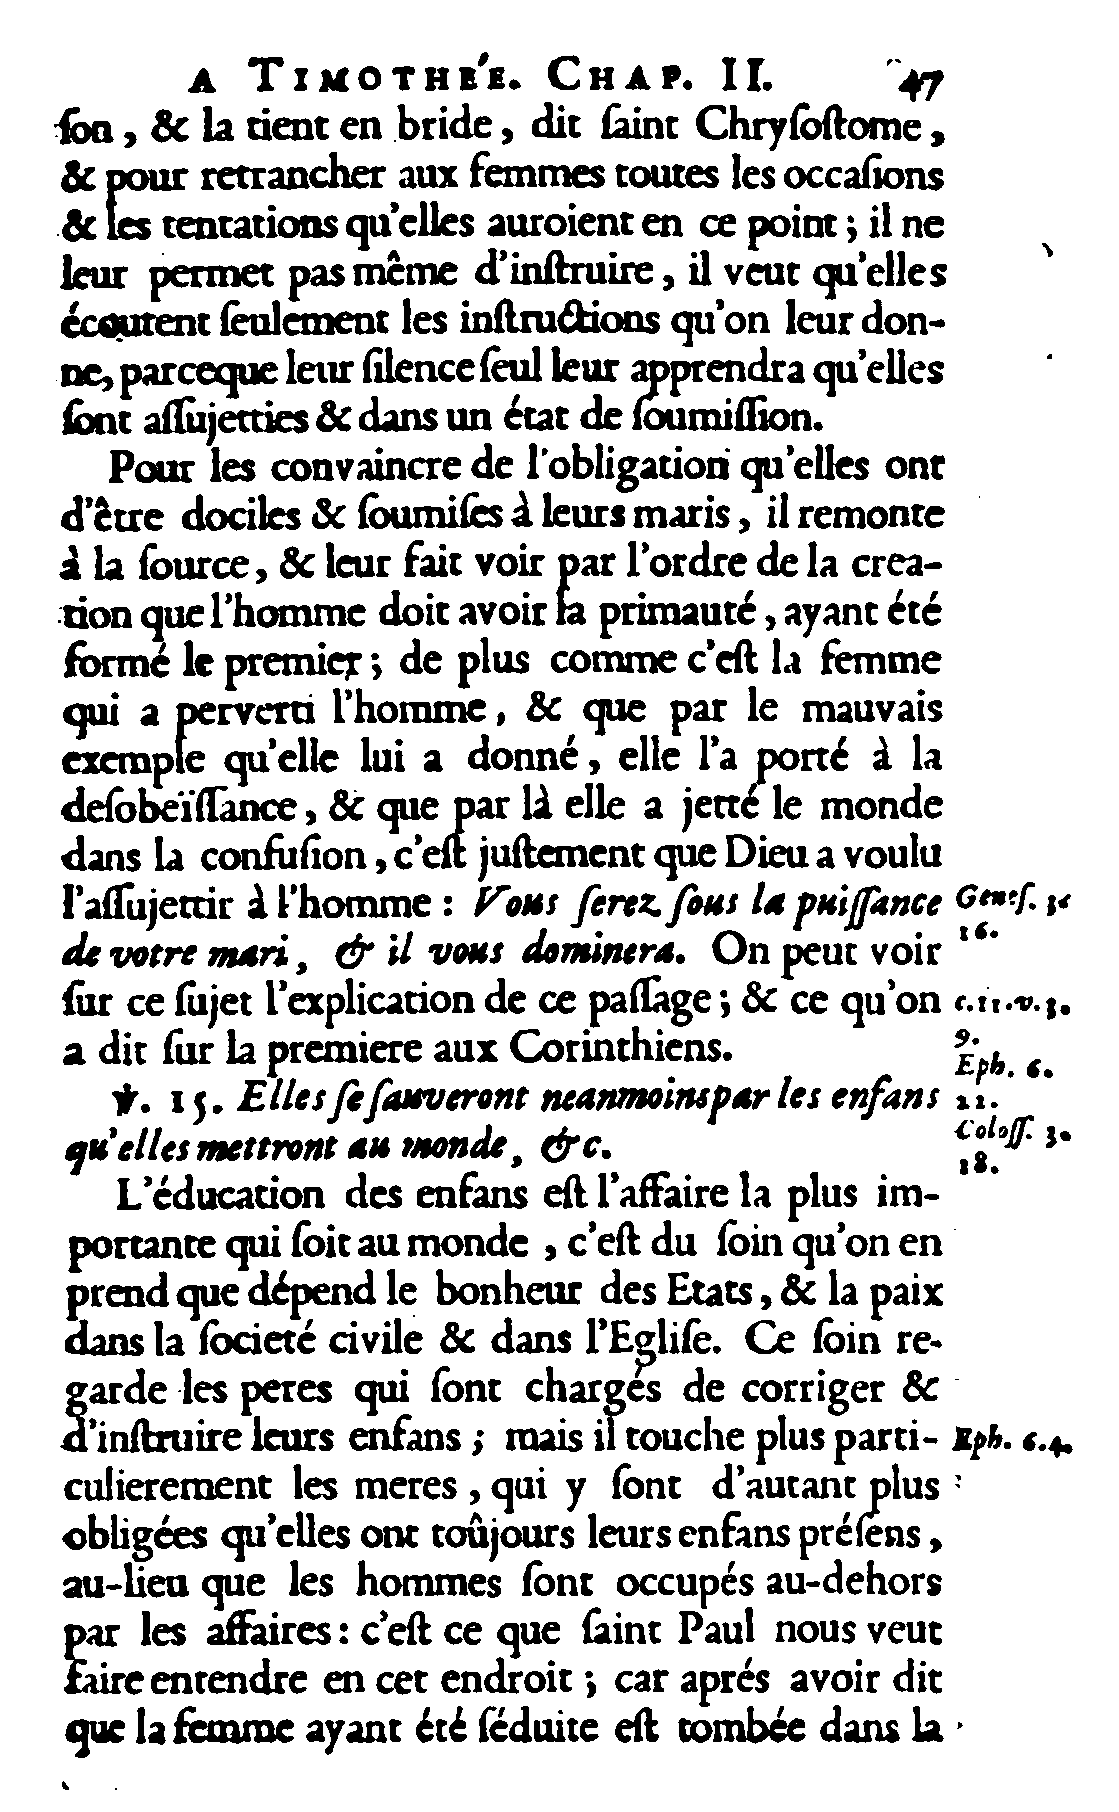 A TIMOTHE'E. CHAP. II. 47
ſon, & la tient en bride, dit ſaint Chryſoſtome,
& pour retrancher aux femmes toutes les occaſions
& les tentations qu'elles auroient en ce point ; il ne
leur permet pas même d'inſtruire, il veut qu'elles
écoutent ſeulement les inſtructions qu'on leur don-
ne, parceque leur ſilence ſeul leur apprendra qu'elles
ſont aſſujetties & dans un état de ſoumiſſion.
Pour les convaincre de l'obligation qu'elles ont
d'être dociles & ſoumiſes à leurs maris, il remonte
à la ſource, & leur fait voir par l'ordre de la crea-
tion que l'homme doit avoir la primauté, ayant été
formé le premier ; de plus comme c'eſt la femme
qui a perverti l'homme, & que par le mauvais
exemple qu'elle lui a donné, elle l'a porté à la
deſobeïſſance, & que par là elle a jetté le monde
dans la confuſion, c'eſt juſtement que Dieu a voulu
l'aſſujettir à l'homme : Vous ſerez ſous la puiſſance
de votre mari, & il vous dominera. On peut voir
ſur ce ſujet l'explication de ce paſſage ; & ce qu'on
a dit ſur la premiere aux Corinthiens.
℣. 15. Elles ſe ſauveront neanmoins par les enfans
qu'elles mettront au monde, &c.
L'éducation des enfans eſt l'affaire la plus im-
portante qui ſoit au monde, c'eſt du ſoin qu'on en
prend que dépend le bonheur des Etats, & la paix
dans la ſocieté civile & dans l'Egliſe. Ce ſoin re-
garde les peres qui ſont chargés de corriger &
d'inſtruire leurs enfans ; mais il touche plus parti-
culierement les meres, qui y ſont d'autant plus
obligées qu'elles ont toûjours leurs enfans préſens,
au-lieu que les hommes ſont occupés au-dehors
par les affaires : c'eſt ce que ſaint Paul nous veut
faire entendre en cet endroit ; car aprés avoir dit
que la femme ayant été ſéduite eſt tombée dans la
Geneſ. 3.
16.
c. 11. v. 3.
9.
Eph. 6.
22.
Coloſſ. 3.
18.
Eph. 6. 4.